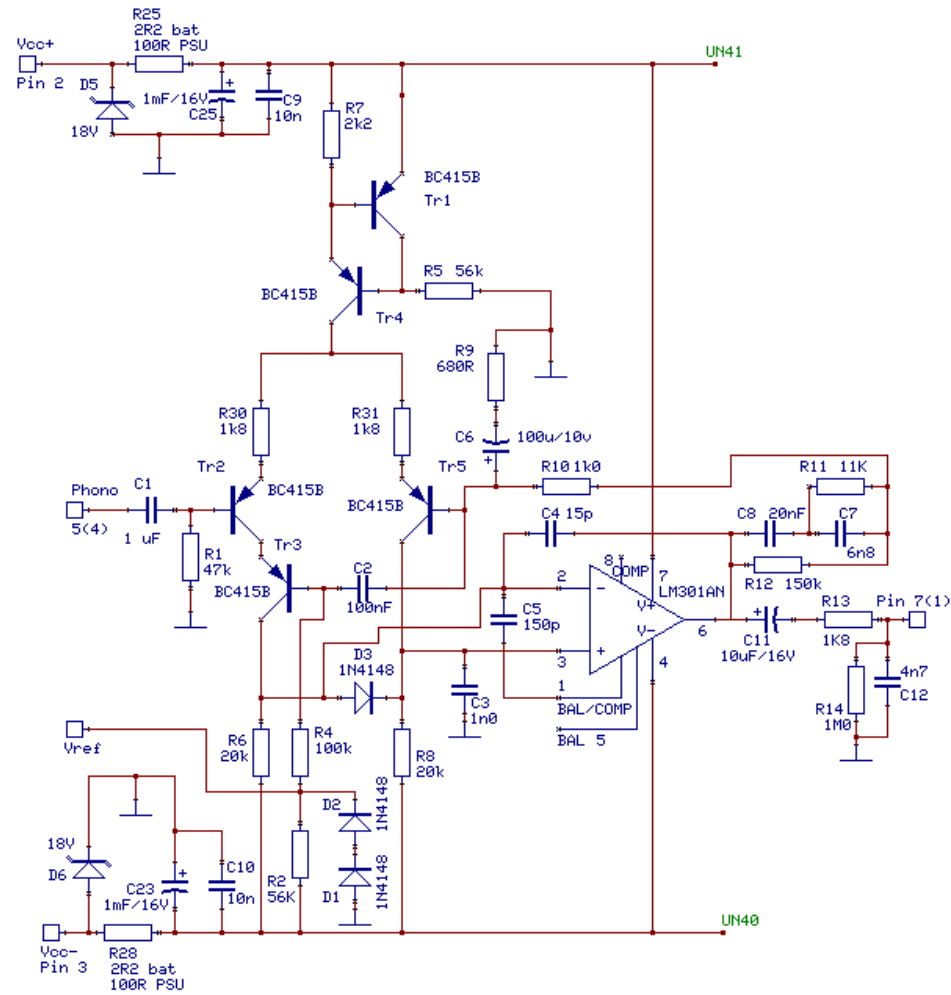 R25
2R2 bat
100R PSU
Vcc+
Pin 2
UN41
D5
18V
1mF/16V
C25
C9
10n
R7
2k2
BC415B
Tr1
BC415B
Tr4
R5 56k
R9
680R
R30
1k8
R31
1k8
C6
100u/10v
Tr2
Tr5
R10 1k0
R11 11K
BC415B
BC415B
Phono
5(4)
C1
1 uF
R1
47k
Tr3
BC415B
C2
100nF
C4 15p
C8 20nF
C7
6n8
R12 150k
8
COMP
7
LM301AN
2
-
V+
V-
3
+
6
4
C5
150p
1
BAL/COMP
BAL 5
+
C11
10uF/16V
R13
1K8
Pin 7(1)
4n7
C12
R14
1M0
D3
1N4148
C3
1n0
Vref
R6
20k
R4
100k
R8
20k
D2
1N4148
D1
1N4148
18V
D6
C23
1mF/16V
C10
10n
R2
56K
Vcc-
Pin 3
R28
2R2 bat
100R PSU
UN40